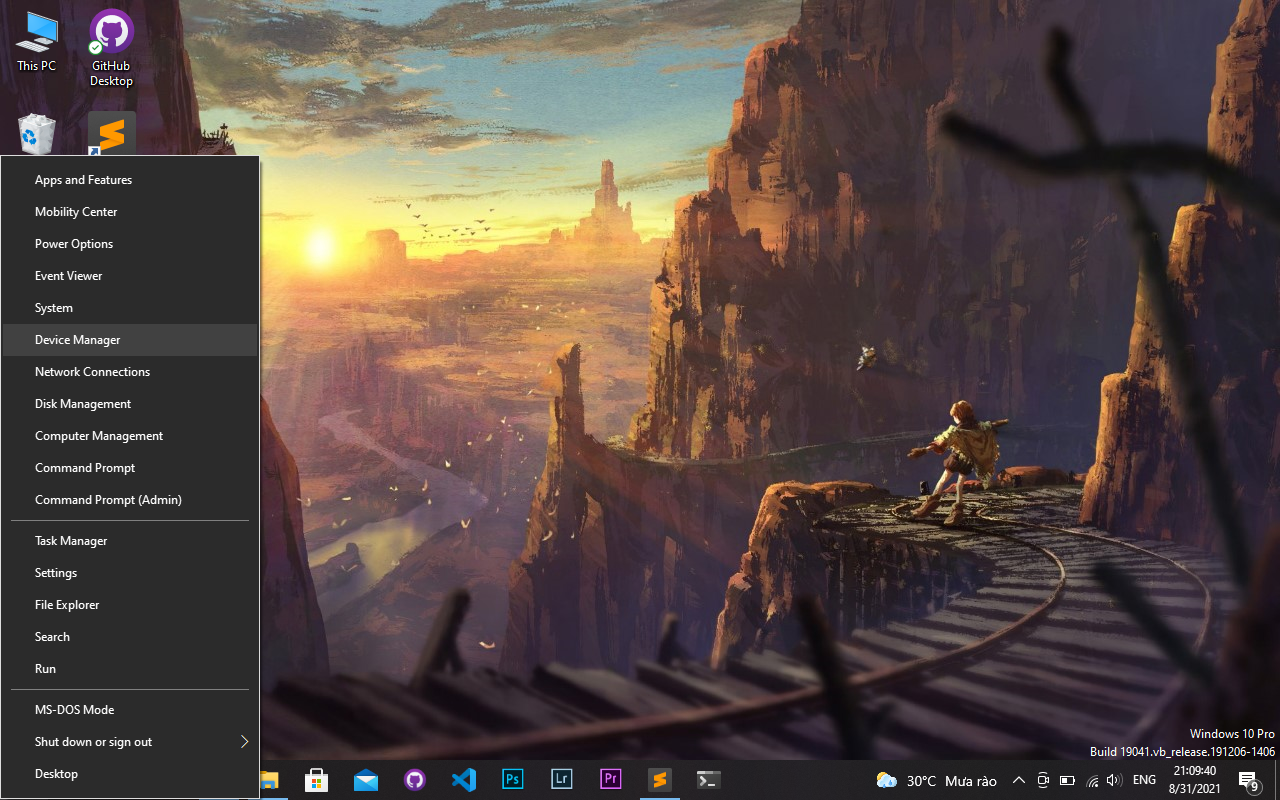 This PC
GitHub
Desktop
Apps and Features
Mobility Center
Power Options
Event Viewer
System
Device Manager
Network Connections
Disk Management
Computer Management
Command Prompt
Command Prompt (Admin)
Task Manager
Settings
File Explorer
Search
Run
MS-DOS Mode
Shut down or sign out
Desktop
Windows 10 Pro
Build 19041.vb_release.191206-1406
Ps
Lr
Pr
30°C Mưa rào
ENG
21:09:40
8/31/2021
9